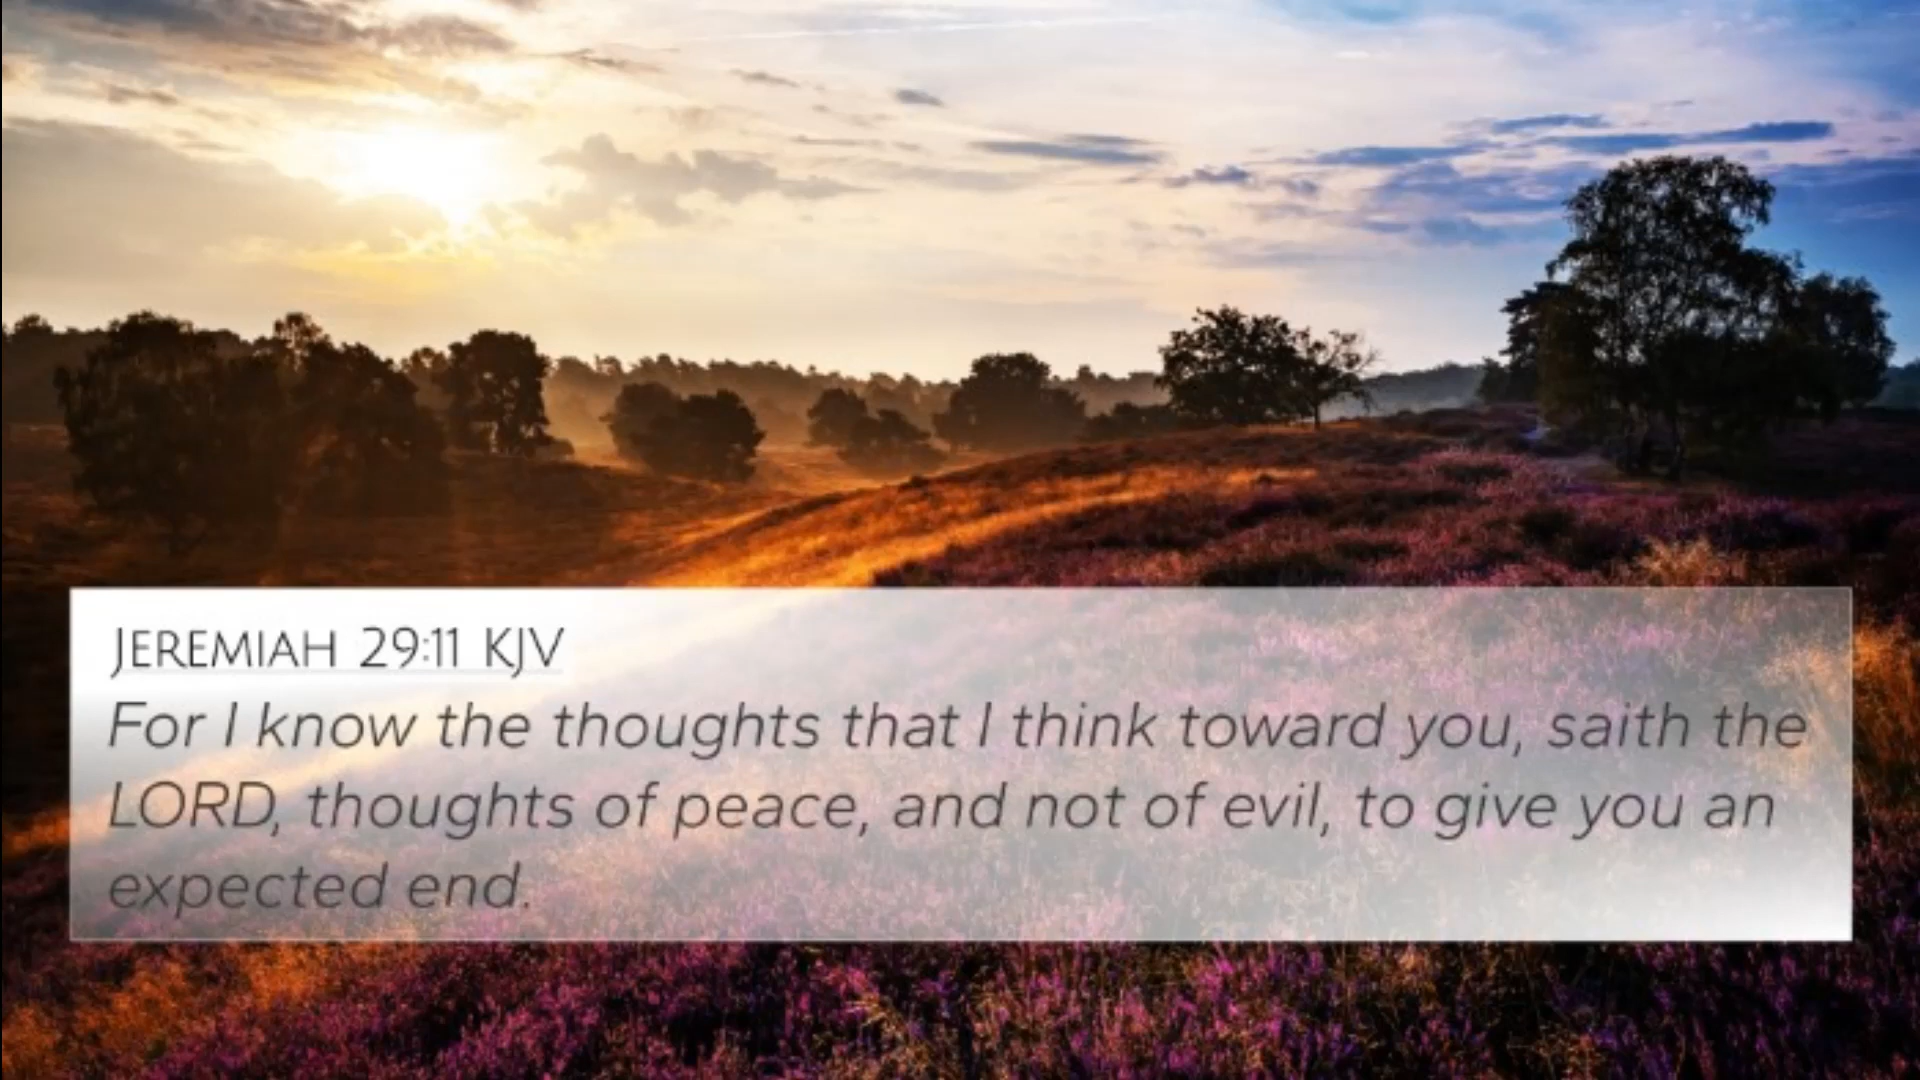 Jeremiah 29:11 KJV
For I know the thoughts that I think toward you, saith the
LORD, thoughts of peace, and not of evil, to give you an
expected end.